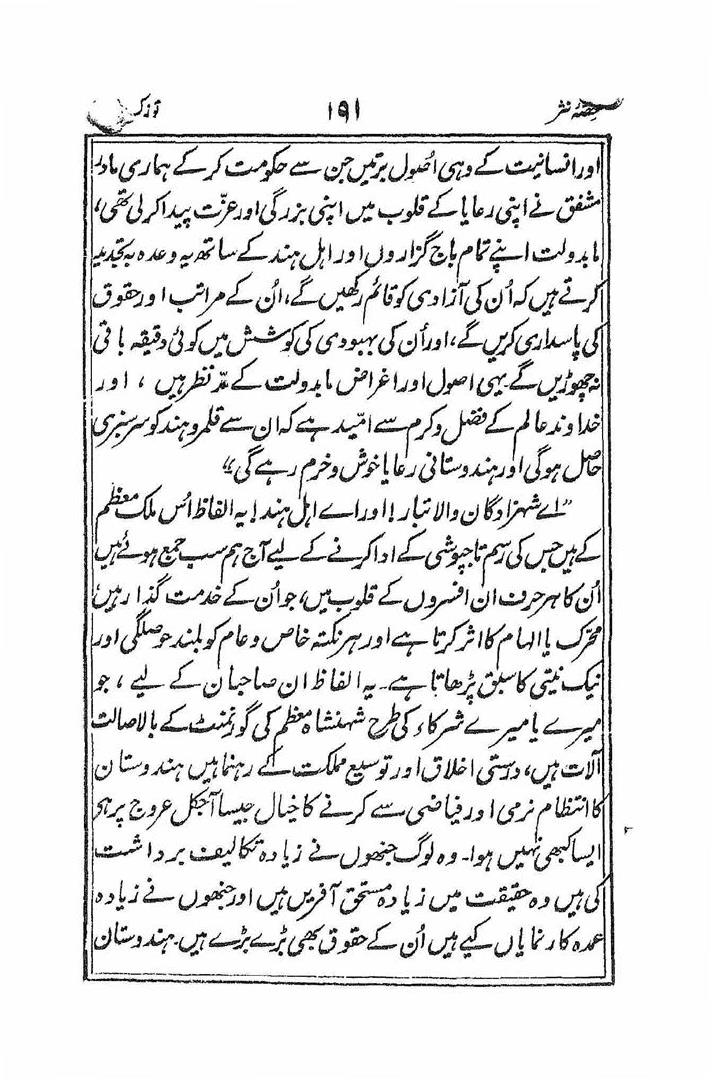 حصۂ نثر ۱۹۱
اور انسانیت کے وہی اُصول برتیں جن سے حکومت کر کے ہماری مادر
مشفق نے اپنی رعایا کے قلوب میں اپنی بزرگی اور عزّت پیدا کر لی تھی،
مابدولت اپنے تمام باج گزاروں اور اہل ہند کے ساتھ یہ وعدہ بہ تجدید
کرتے ہیں کہ اُن کی آزادی کو قائم رکھیں گے، اُن کے مراتب اور حقوق
کی پاسداری کریں گے، اور اُن کی بہبودی کی کوشش میں کوئی دقیقہ باقی
نہ چھوڑیں گے۔ یہی اصول اور اغراض مابدولت کے مدّ نظر ہیں ، اور
خداوند عالم کے فضل و کرم سے امّید ہے کہ ان سے قلمرو ہند کو سرسبزی
حاصل ہوگی اور ہندوستانی رعایا خوش و خرم رہے گی“
”اے شہزادگان والا تبار! اور اے اہل ہند! یہ الفاظ اُس ملک معظم
کے ہیں جس کی رسم تاجپوشی کے ادا کرنے کے لیے آج ہم سب جمع ہوئے ہیں
اُن کا ہر حرف ان افسروں کے قلوب میں، جو اُن کے خدمت گذار ہیں
محرّک یا الہام کا اثر کرتا ہے اور ہر نکتہ خاص و عام کو بلند حوصلگی اور
نیک نیتی کا سبق پڑھاتا ہے۔ یہ الفاظ ان صاحبان کے لیے ، جو
میرے یا میرے شرکاء کی طرح شہنشاہ معظم کی گورنمنٹ کے بالاصالت
آلات ہیں، درستی اخلاق اور توسیع مملکت کے رہنما ہیں ہندوستان
کا انتظام نرمی اور فیاضی سے کرنے کا خیال جیسا آجکل عروج پر ہے
ایسا کبھی نہیں ہوا۔ وہ لوگ جنھوں نے زیادہ تکالیف برداشت
کی ہیں وہ حقیقت میں زیادہ مستحق آفریں ہیں اور جنھوں نے زیادہ
عمدہ کار نمایاں کیے ہیں اُن کے حقوق بھی بڑے بڑے ہیں۔ ہندوستان